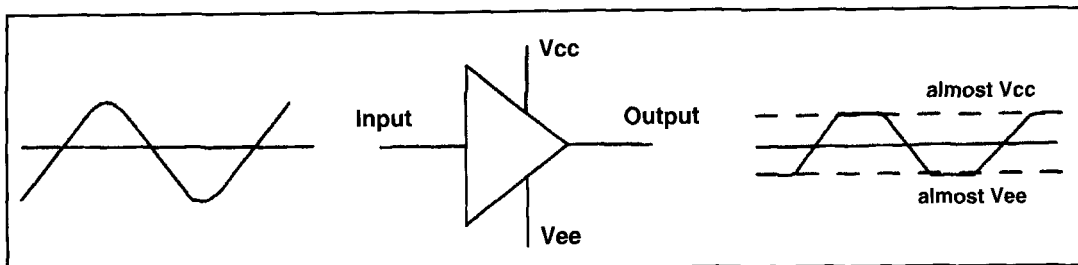 Vcc
almost Vcc
Input
Output
almost Vee
Vee